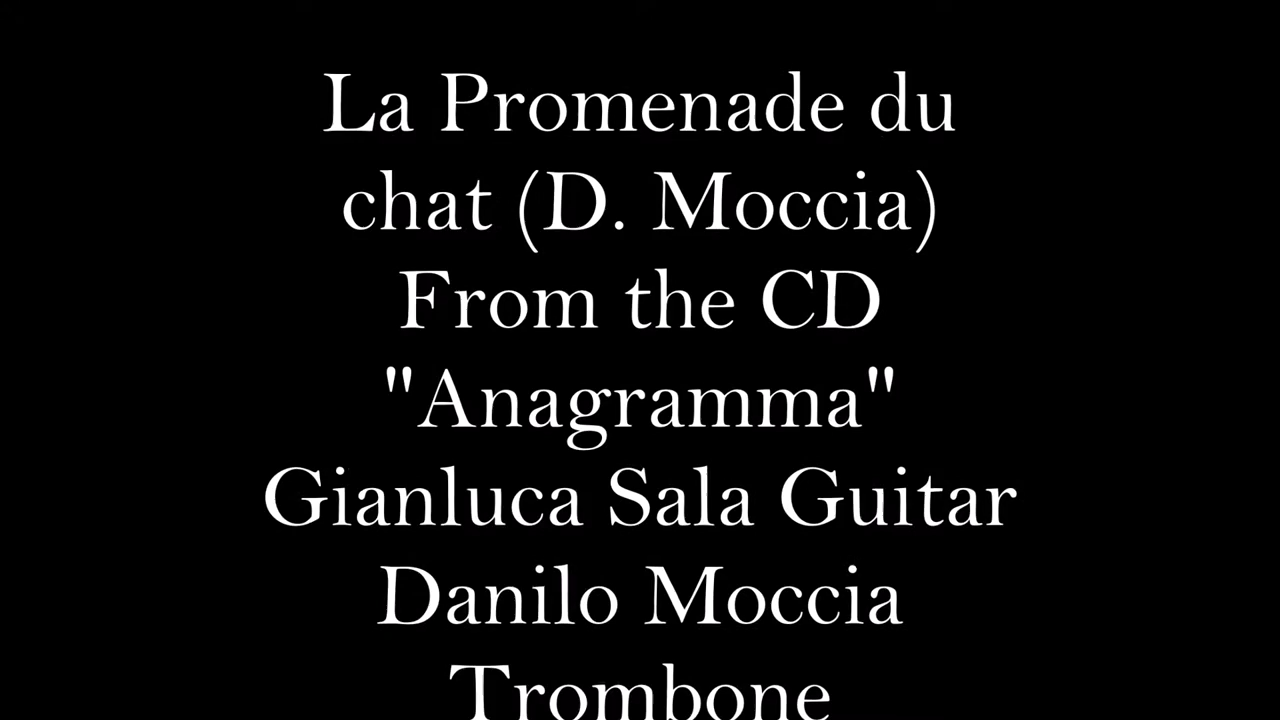 La Promenade du
chat (D. Moccia)
From the CD
"Anagramma"
Gianluca Sala Guitar
Danilo Moccia
Trombone